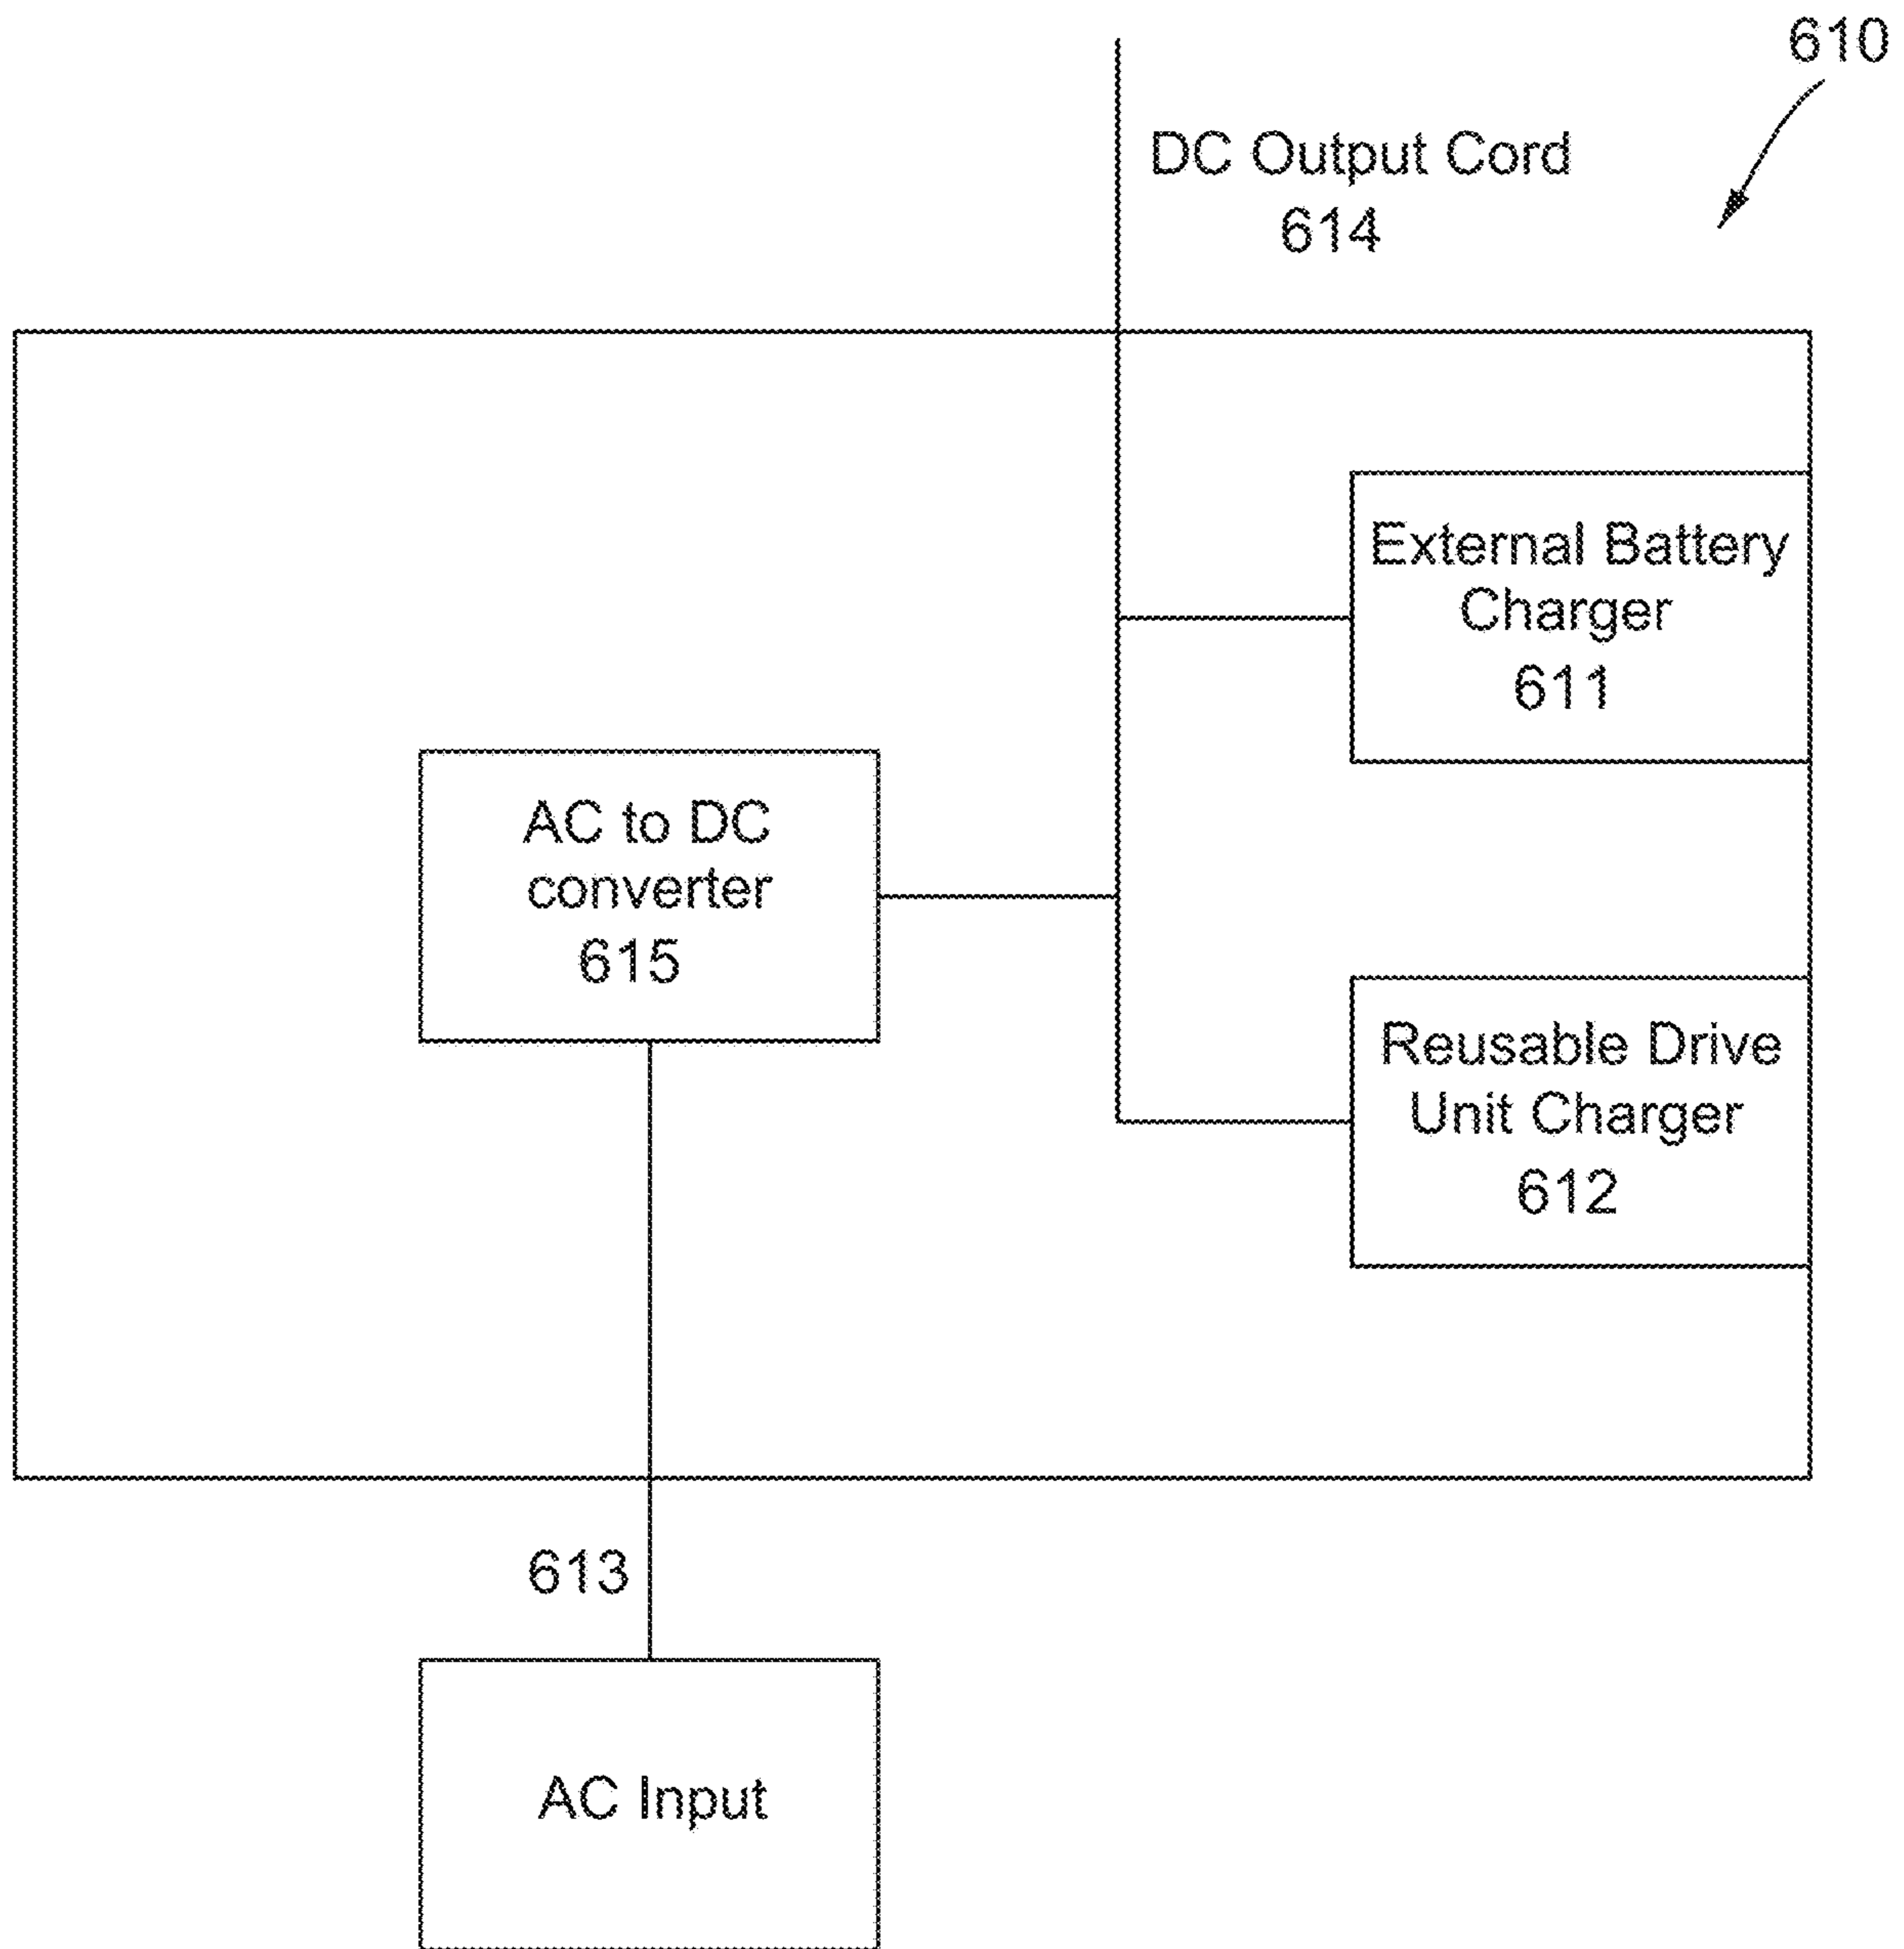 610
DC Output Cord
614
External Battery
Charger
611
AC to DC
converter
615
Reusable Drive
Unit Charger
612
613
AC Input